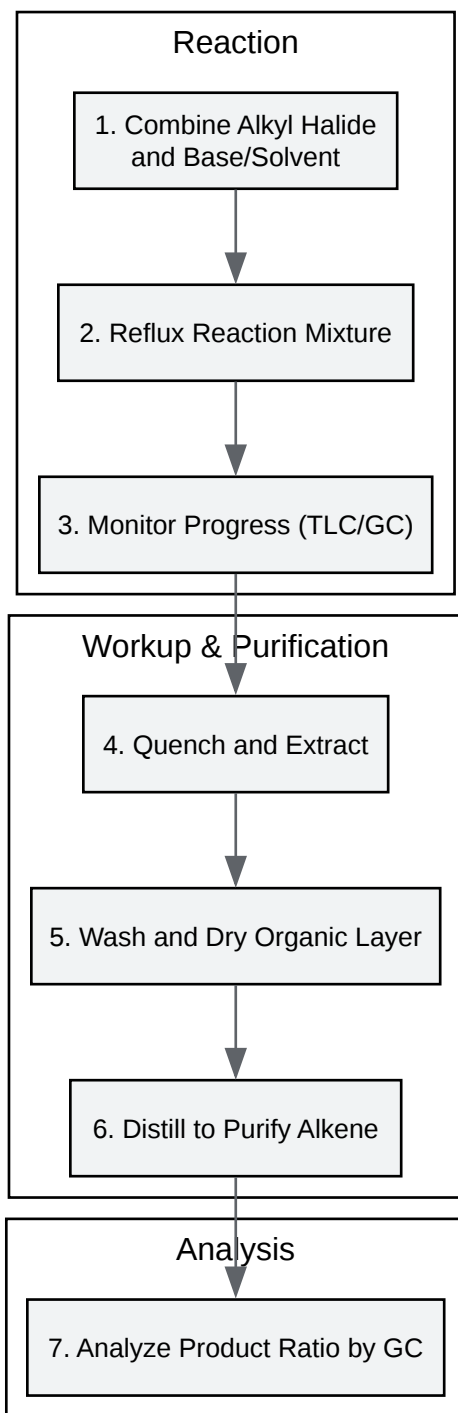 Reaction
1. Combine Alkyl Halide
and Base/Solvent
2. Reflux Reaction Mixture
3. Monitor Progress (TLC/GC)
Workup & Purification
4. Quench and Extract
5. Wash and Dry Organic Layer
6. Distill to Purify Alkene
Analysis
7. Analyze Product Ratio by GC